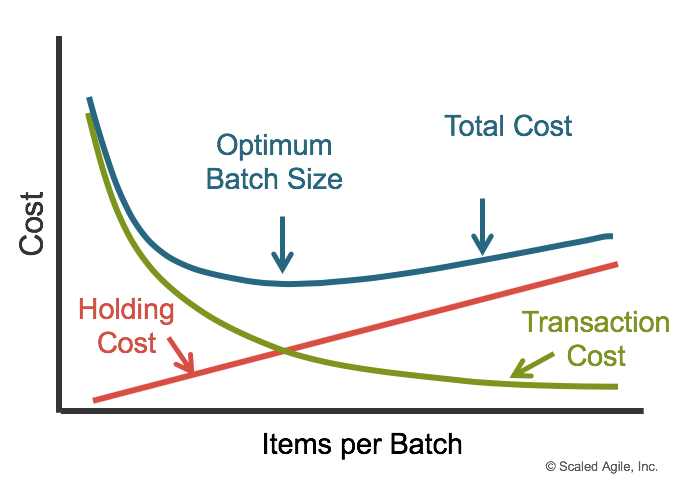 Total Cost
Optimum
Batch Size
Cost
Holding
Cost
Transaction
Cost
Items per Batch
© Scaled Agile, Inc.